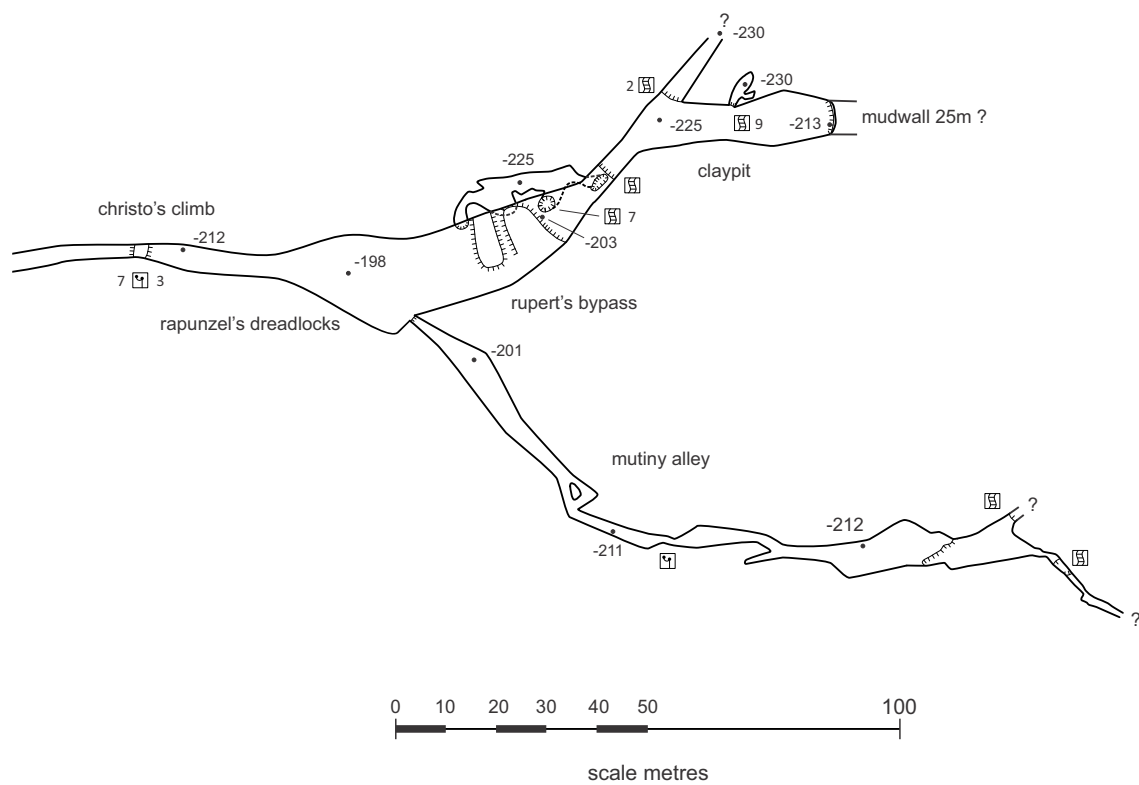 ?
-230
2
-230
-225
9
-213
mudwall 25m ?
claypit
-225
christo's climb
-212
7
-203
-198
7
3
rupert's bypass
rapunzel's dreadlocks
-201
mutiny alley
?
-212
-211
?
0 10 20 30 40 50 100
scale metres